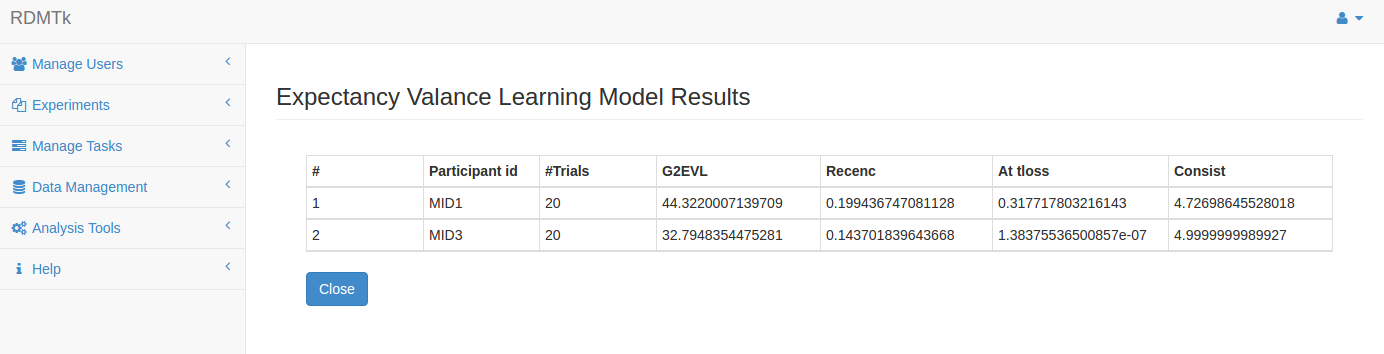 RDMTk
Manage Users
Experiments
Manage Tasks
Data Management
Analysis Tools
Help
Expectancy Valance Learning Model Results
# Participant id #Trials G2EVL Recenc At tloss Consist
1 MID1 20 44.3220007139709 0.199436747081128 0.317717803216143 4.72698645528018
2 MID3 20 32.7948354475281 0.143701839643668 1.38375536500857e-07 4.9999999989927
Close